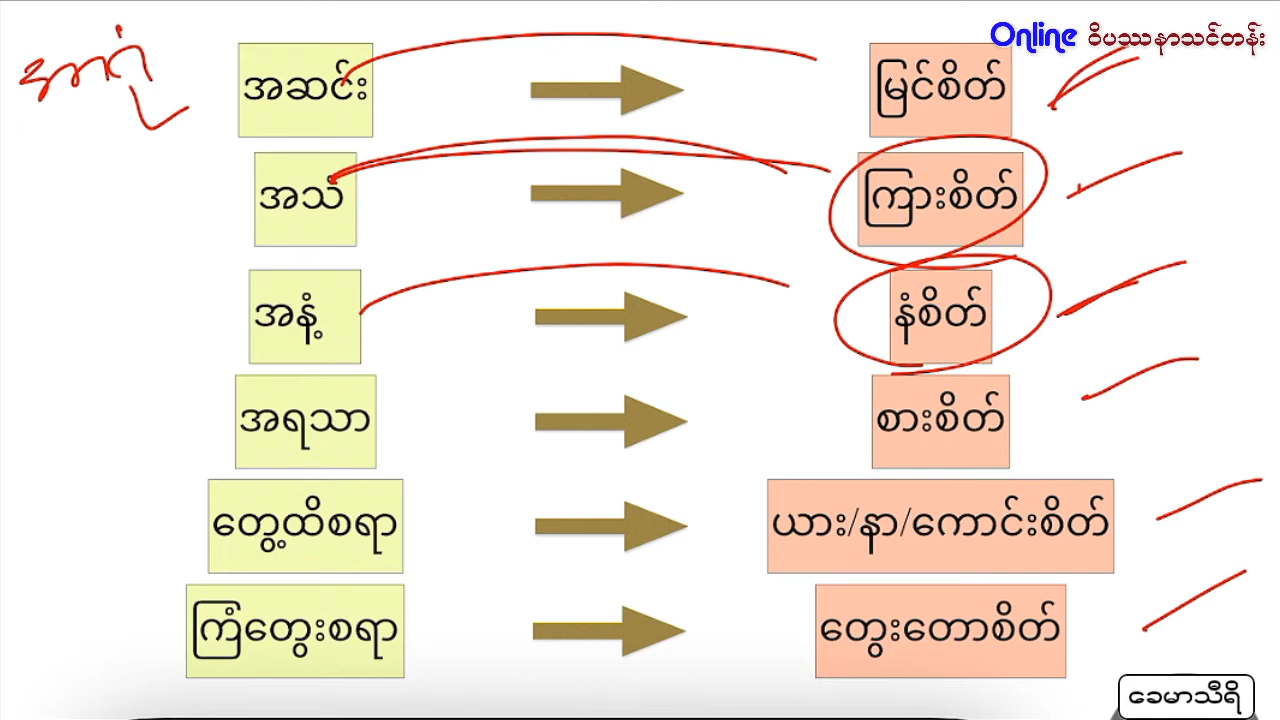 Online ဝိပဿနာသင်တန်း
အာရုံ
အဆင်း → မြင်စိတ်
အသံ → ကြားစိတ်
အနံ့ → နံစိတ်
အရသာ → စားစိတ်
တွေ့ထိစရာ → ယား/နာ/ကောင်းစိတ်
ကြံတွေးစရာ → တွေးတောစိတ်
ခေမာသီရိ